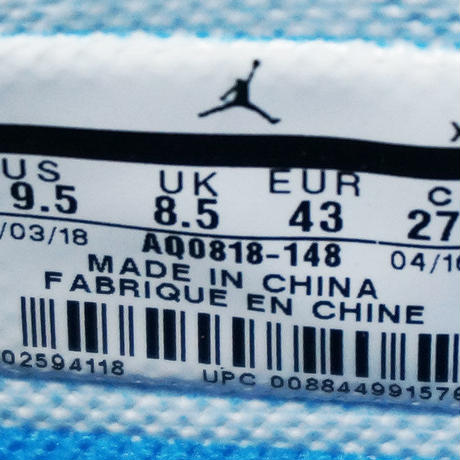 US UK EUR C
9.5 8.5 43 27
/03/18 AQ0818-148 04/1
MADE IN CHINA
FABRIQUE EN CHINE
02594118 UPC 00884499157